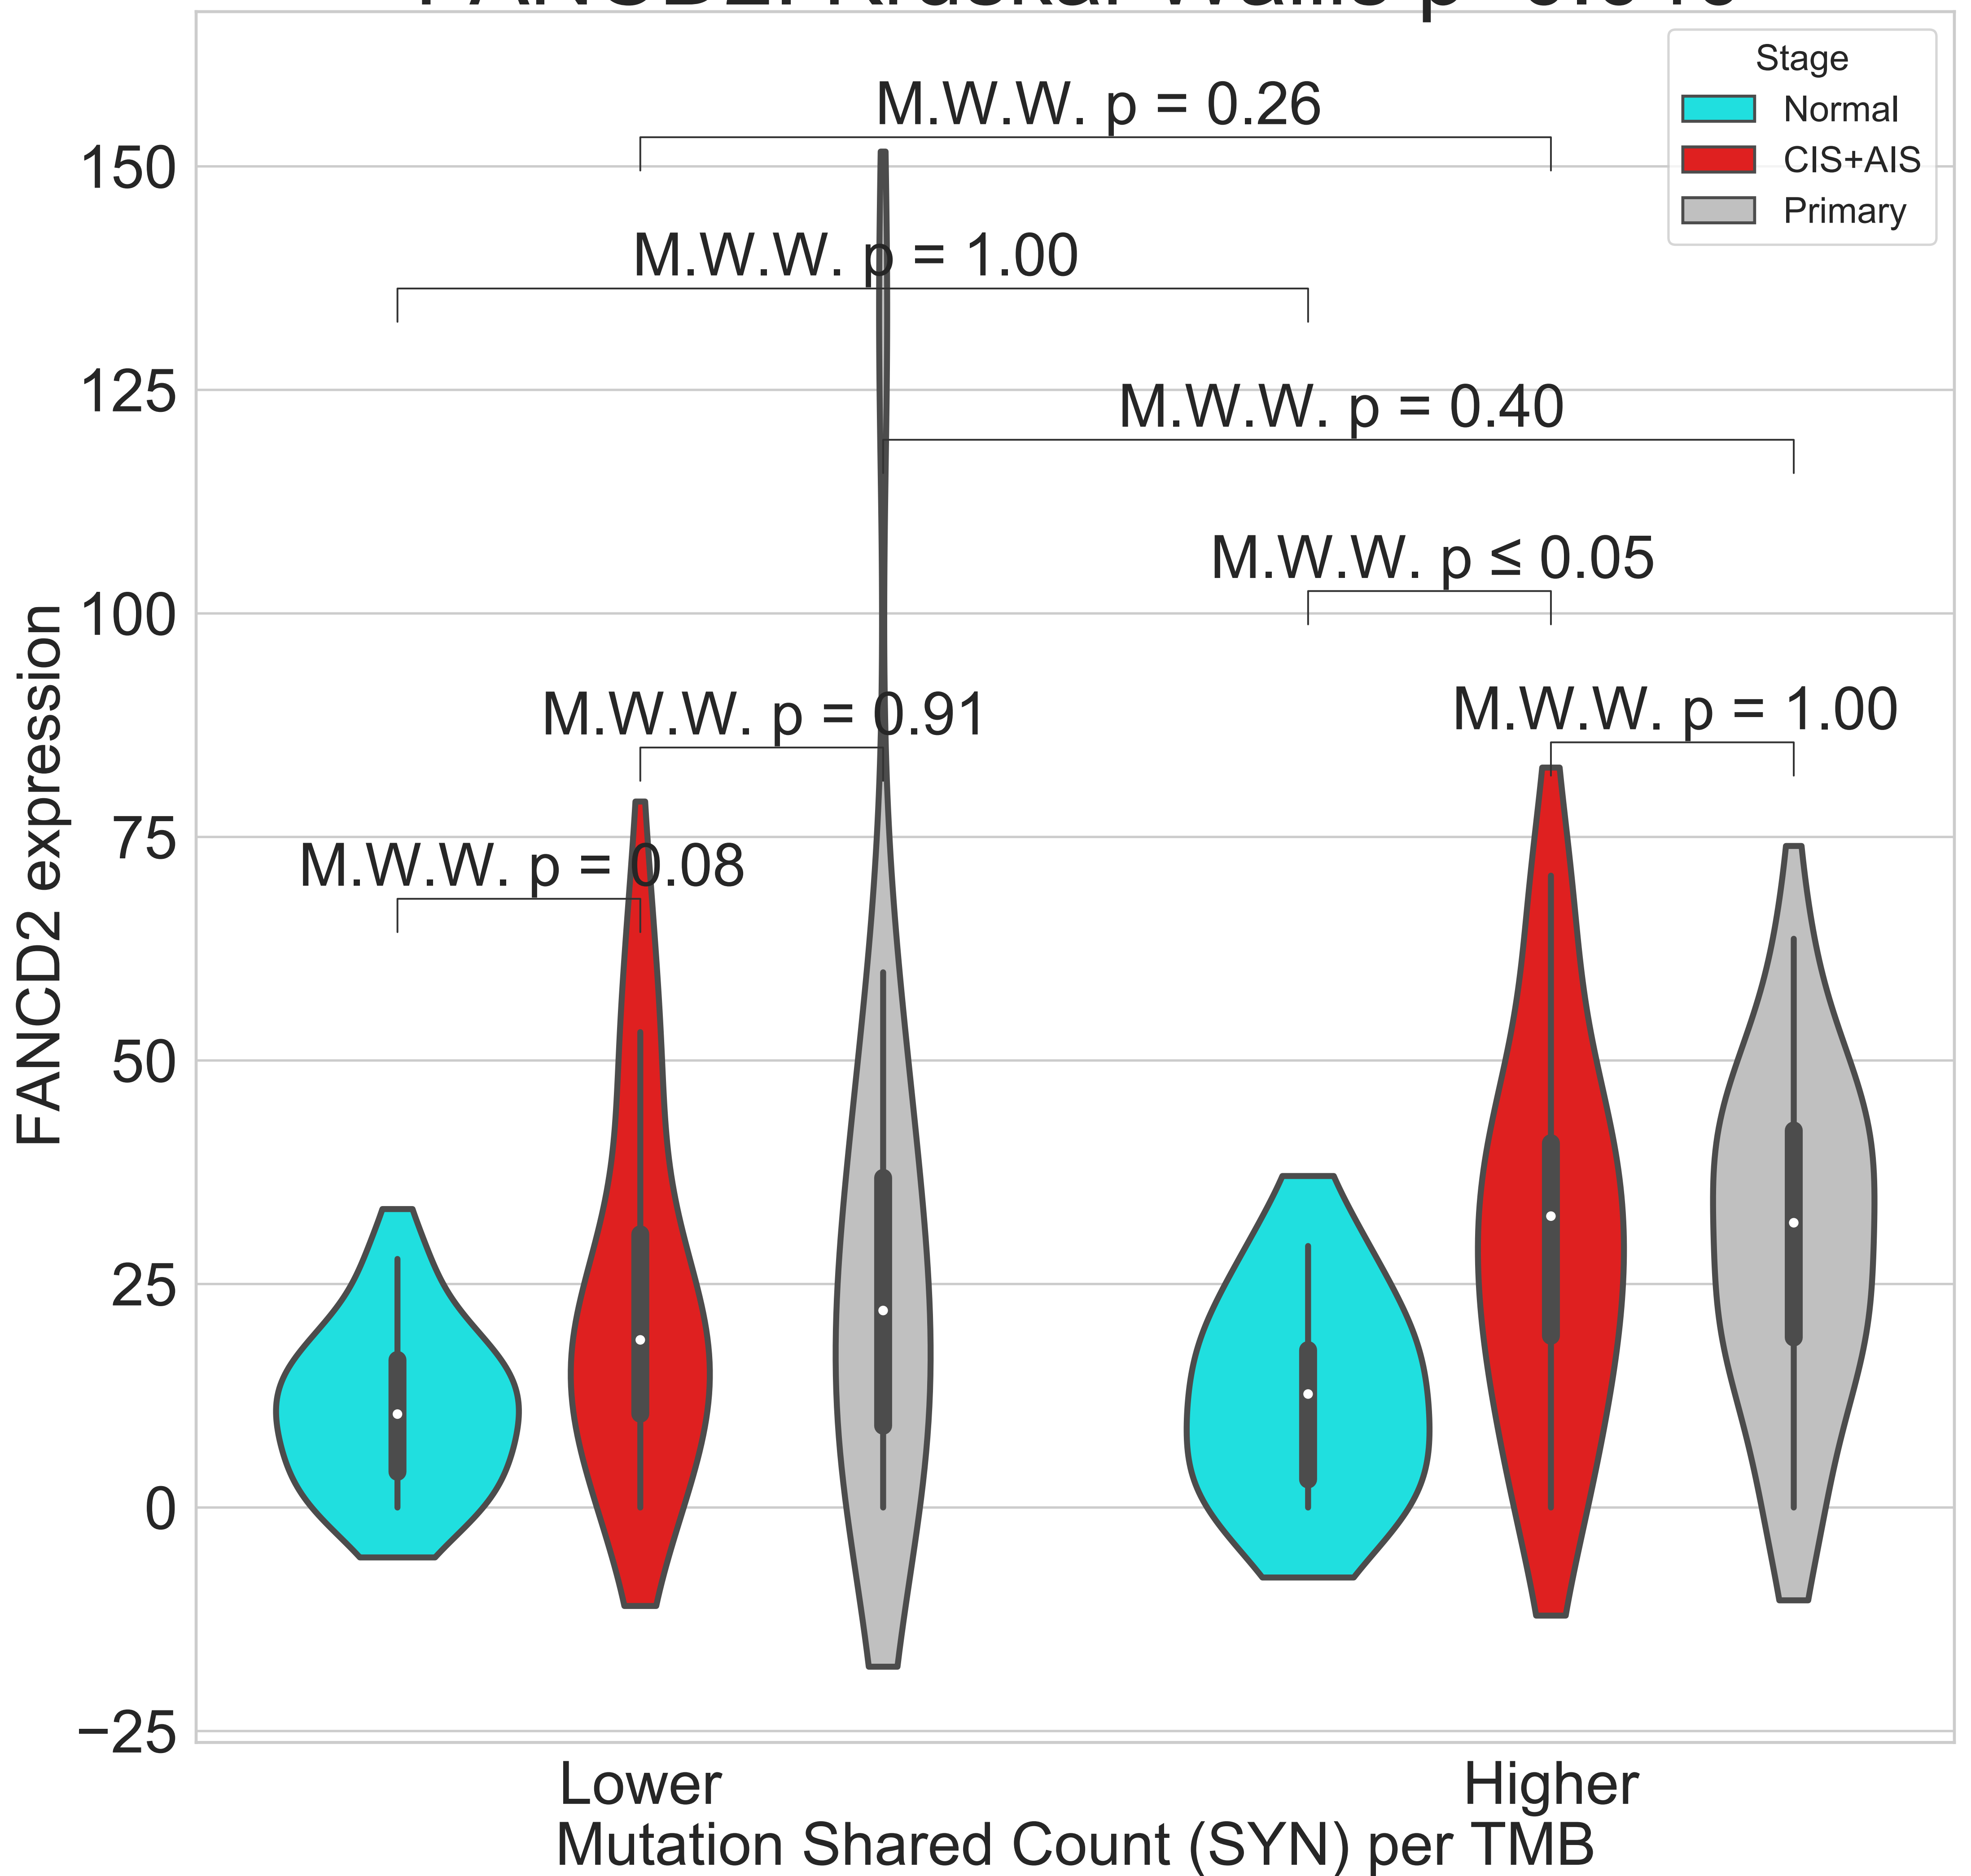 Stage
Normal
CIS+AIS
Primary
M.W.W. p = 0.26
M.W.W. p = 1.00
M.W.W. p = 0.40
M.W.W. p ≤ 0.05
M.W.W. p = 0.91
M.W.W. p = 1.00
M.W.W. p = 0.08
150
125
100
75
50
25
0
−25
FANCD2 expression
Lower
Higher
Mutation Shared Count (SYN) per TMB